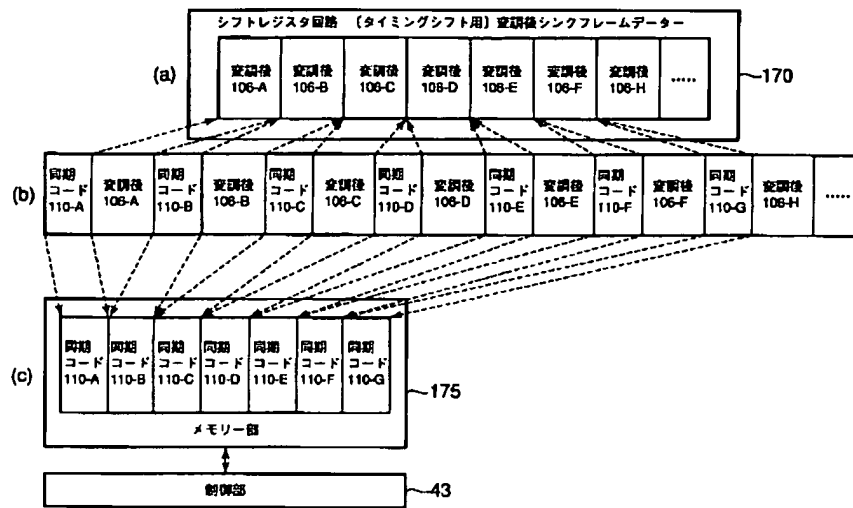 シフトレジスタ回路 (タイミングシフト用) 変調後シンクフレームデーター
(a)
変調後
106-A
変調後
106-B
変調後
106-C
変調後
106-D
変調後
106-E
変調後
106-F
変調後
106-H
.....
170
(b)
同期
コード
110-A
変調後
106-A
同期
コード
110-B
変調後
106-B
同期
コード
110-C
変調後
106-C
同期
コード
110-D
変調後
106-D
同期
コード
110-E
変調後
106-E
同期
コード
110-F
変調後
106-F
同期
コード
110-G
変調後
106-H
.....
(c)
同期
コード
110-A
同期
コード
110-B
同期
コード
110-C
同期
コード
110-D
同期
コード
110-E
同期
コード
110-F
同期
コード
110-G
175
メモリー部
制御部
43